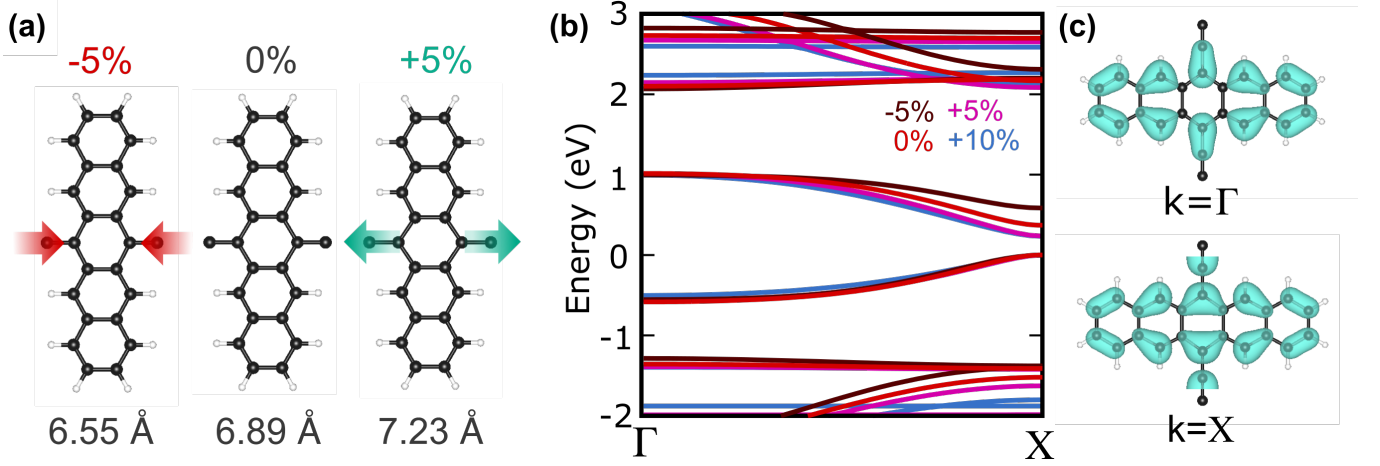 (a)
-5% 0% +5%
6.55 Å 6.89 Å 7.23 Å
(b)
Energy (eV)
3
2
1
0
-1
-2
-5% +5%
0% +10%
Γ X
(c)
k=Γ
k=X